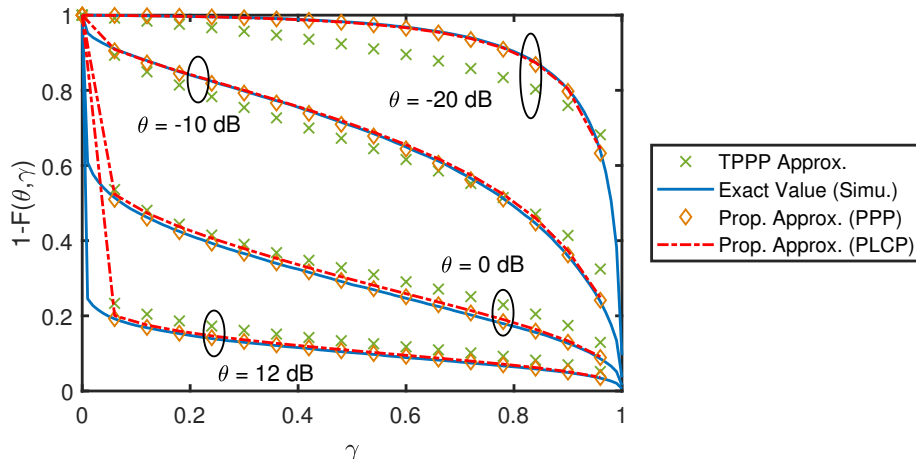 1
0.8
0.6
0.4
0.2
0
0
0.2
0.4
0.6
0.8
1
1-F(θ,γ)
γ
θ = -10 dB
θ = -20 dB
θ = 0 dB
θ = 12 dB
TPPP Approx.
Exact Value (Simu.)
Prop. Approx. (PPP)
Prop. Approx. (PLCP)